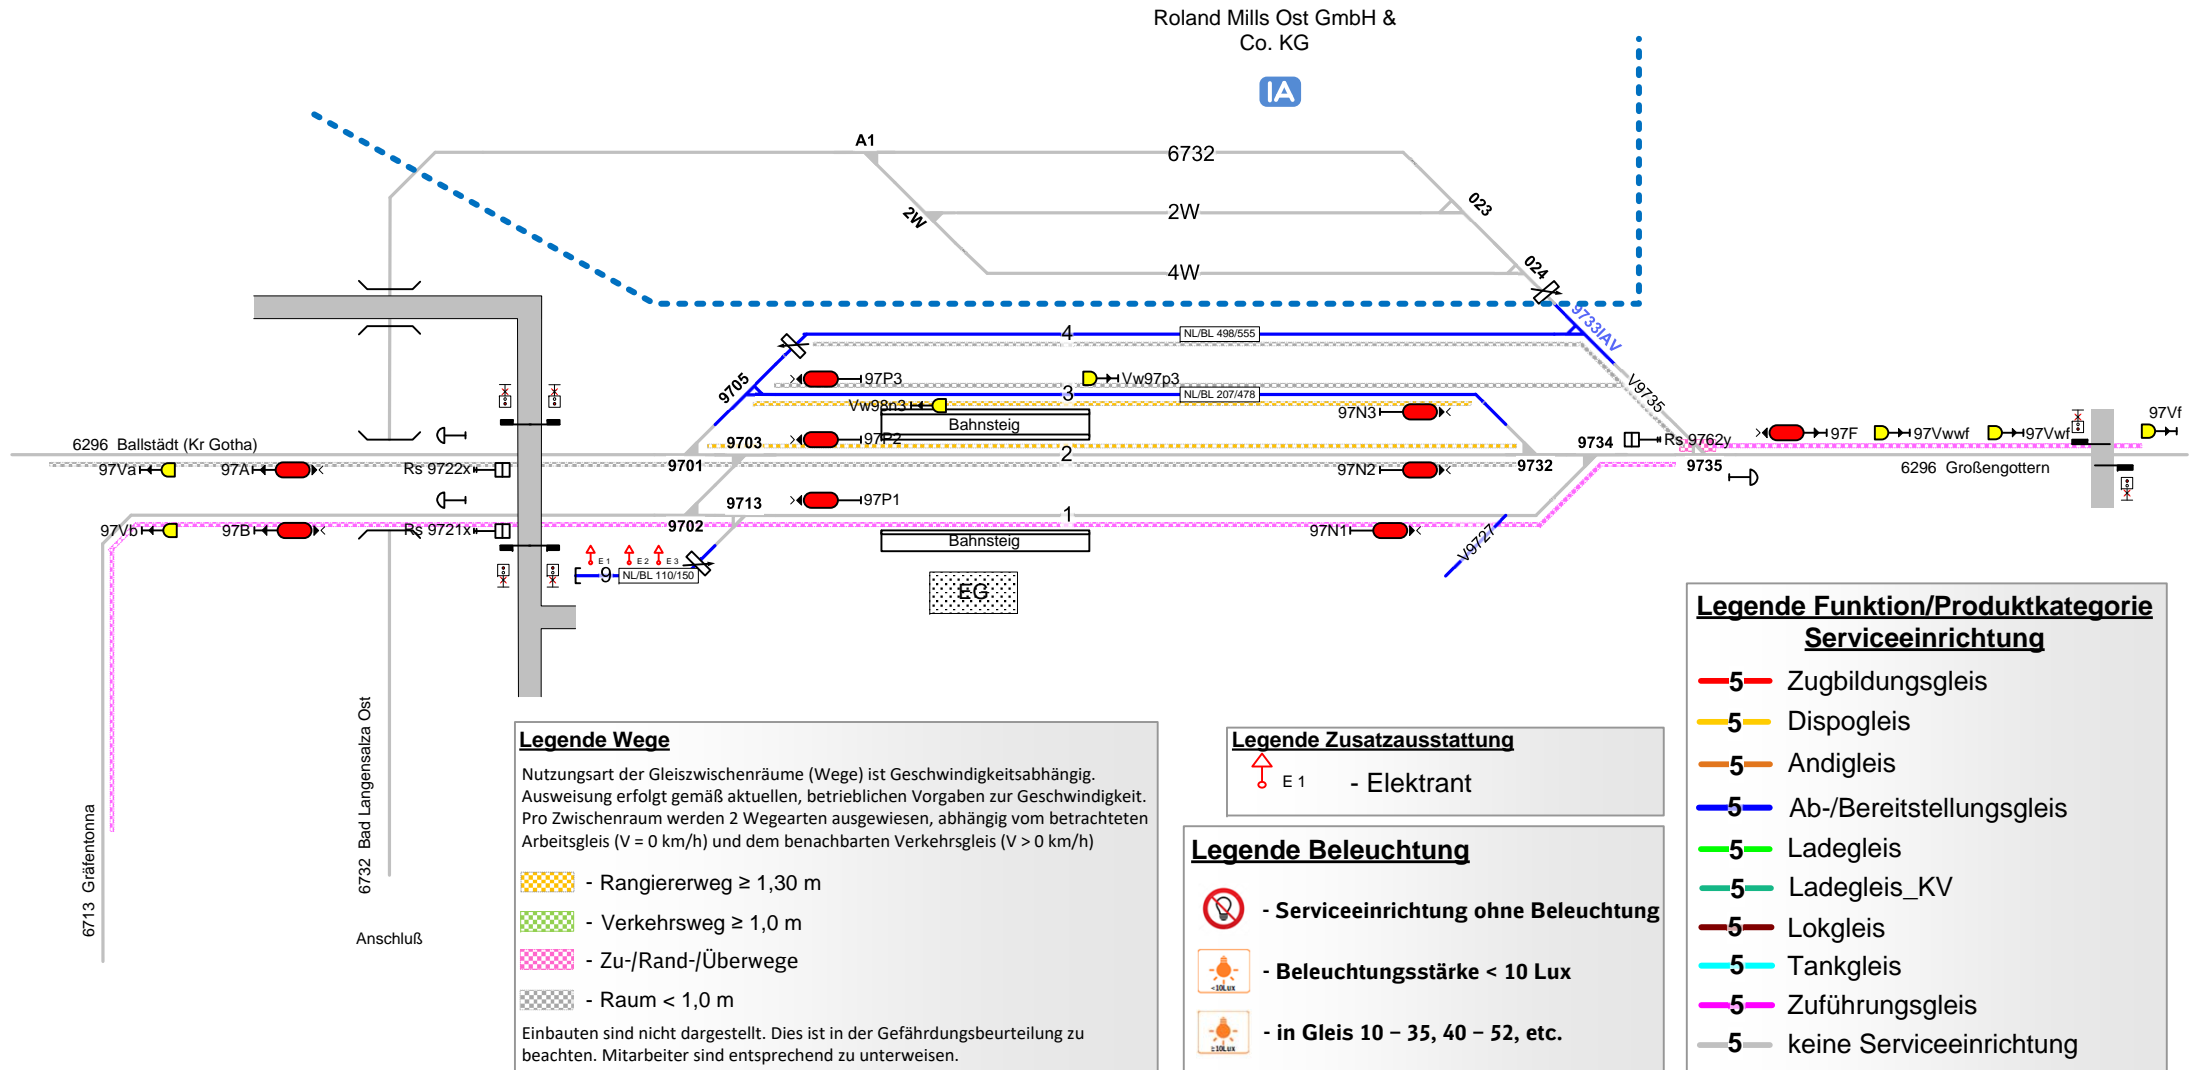 Roland Mills Ost GmbH &
Co. KG
IA
A1
6732
023
2W
2W
024
4W
9733IAV
4
NL/BL 498/555
9705
97P3
Vw97p3
V9735
3
NL/BL 207/478
Vw98n3
97N3
Bahnsteig
6296 Ballstädt (Kr Gotha)
9703
97P2
9734
Rs 9762y
97F
97Vwwf
97Vwf
97Vf
97Va
97A
Rs 9722x
9701
2
97N2
9732
9735
6296 Großengottern
9713
97P1
1
97Vb
97B
Rs 9721x
9702
97N1
Bahnsteig
V9727
E 1
E 2
E 3
9
NL/BL 110/150
EG
6713 Gräfentonna
6732 Bad Langensalza Ost
Anschluß
Legende Wege
Nutzungsart der Gleiszwischenräume (Wege) ist Geschwindigkeitsabhängig.
Ausweisung erfolgt gemäß aktuellen, betrieblichen Vorgaben zur Geschwindigkeit.
Pro Zwischenraum werden 2 Wegearten ausgewiesen, abhängig vom betrachteten
Arbeitsgleis (V = 0 km/h) und dem benachbarten Verkehrsgleis (V > 0 km/h)
- Rangiererweg ≥ 1,30 m
- Verkehrsweg ≥ 1,0 m
- Zu-/Rand-/Überwege
- Raum < 1,0 m
Einbauten sind nicht dargestellt. Dies ist in der Gefährdungsbeurteilung zu
beachten. Mitarbeiter sind entsprechend zu unterweisen.
Legende Zusatzausstattung
E 1 - Elektrant
Legende Beleuchtung
- Serviceeinrichtung ohne Beleuchtung
<10Lux - Beleuchtungsstärke < 10 Lux
≥10Lux - in Gleis 10 – 35, 40 – 52, etc.
Legende Funktion/Produktkategorie
Serviceeinrichtung
5 Zugbildungsgleis
5 Dispogleis
5 Andigleis
5 Ab-/Bereitstellungsgleis
5 Ladegleis
5 Ladegleis_KV
5 Lokgleis
5 Tankgleis
5 Zuführungsgleis
5 keine Serviceeinrichtung